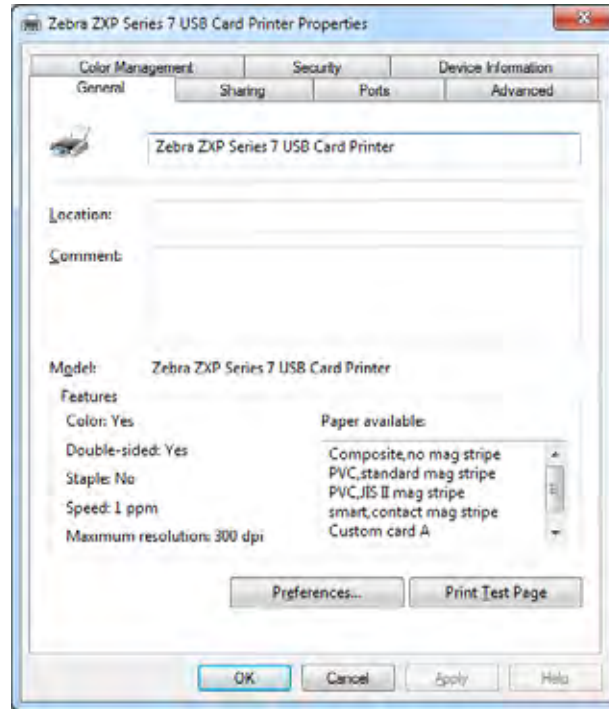 Zebra ZXP Series 7 USB Card Printer Properties
Color Management Security Device Information
General Sharing Ports Advanced
Zebra ZXP Series 7 USB Card Printer
Location:
Comment:
Model: Zebra ZXP Series 7 USB Card Printer
Features
Color: Yes Paper available:
Double-sided: Yes Composite,no mag stripe
PVC,standard mag stripe
Staple: No PVC,JIS II mag stripe
Speed: 1 ppm smart,contact mag stripe
Maximum resolution: 300 dpi Custom card A
Preferences... Print Test Page
OK Cancel Apply Help